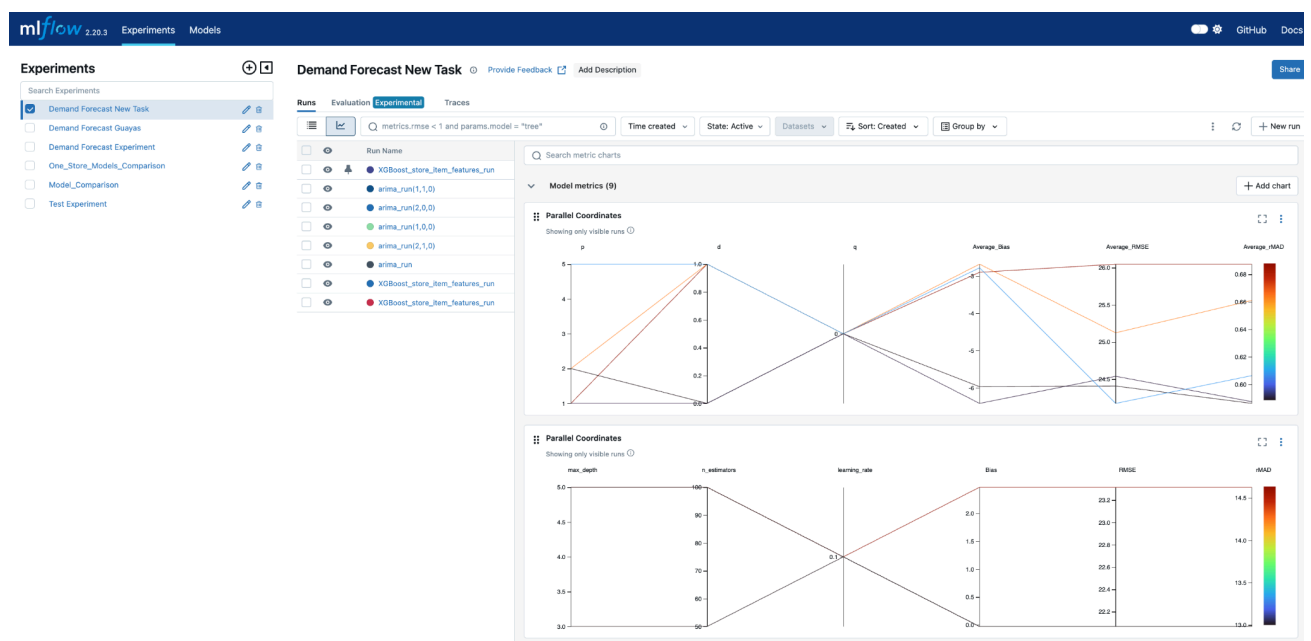 mlflow 2.20.3 Experiments Models GitHub Docs
Experiments
Search Experiments
Demand Forecast New Task
Demand Forecast Guayas
Demand Forecast Experiment
One_Store_Models_Comparison
Model_Comparison
Test Experiment
Demand Forecast New Task Provide Feedback Add Description Share
Runs Evaluation Experimental Traces
metrics.rmse < 1 and params.model = "tree" Time created State: Active Datasets Sort: Created Group by New run
Run Name
XGBoost_store_item_features_run
arima_run(1,1,0)
arima_run(2,0,0)
arima_run(1,0,0)
arima_run(2,1,0)
arima_run
XGBoost_store_item_features_run
XGBoost_store_item_features_run
Search metric charts
Model metrics (9) Add chart
Parallel Coordinates
Showing only visible runs
p d q Average_Bias Average_RMSE Average_rMAD
5
4
3
2
1
1.0
0.8
0.6
0.4
0.2
0.0
0
-3
-4
-5
-6
26.0
25.5
25.0
24.5
0.68
0.66
0.64
0.62
0.60
Parallel Coordinates
Showing only visible runs
max_depth n_estimators learning_rate Bias RMSE rMAD
5.0
4.5
4.0
3.5
3.0
100
90
80
70
60
50
0.1
2.0
1.5
1.0
0.5
0.0
23.2
23.0
22.8
22.6
22.4
22.2
14.5
14.0
13.5
13.0